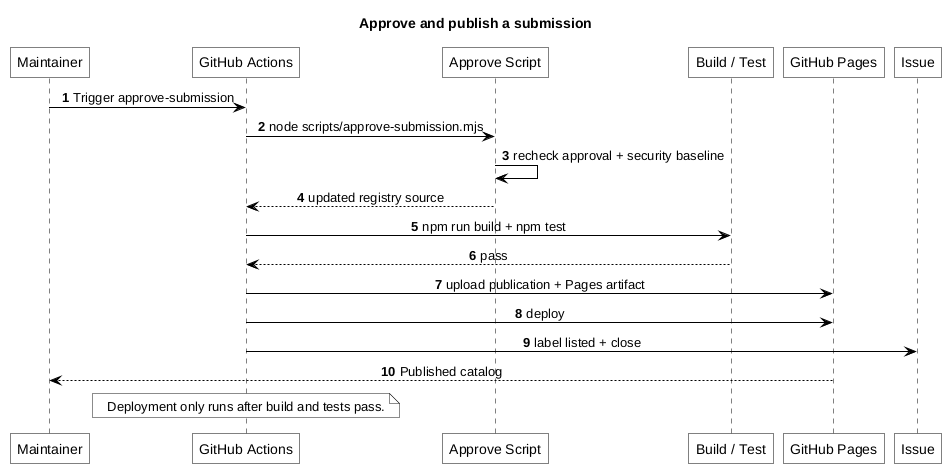 Approve and publish a submission
Maintainer GitHub Actions Approve Script Build / Test GitHub Pages Issue
1 Trigger approve-submission
2 node scripts/approve-submission.mjs
3 recheck approval + security baseline
4 updated registry source
5 npm run build + npm test
6 pass
7 upload publication + Pages artifact
8 deploy
9 label listed + close
10 Published catalog
Deployment only runs after build and tests pass.
Maintainer GitHub Actions Approve Script Build / Test GitHub Pages Issue